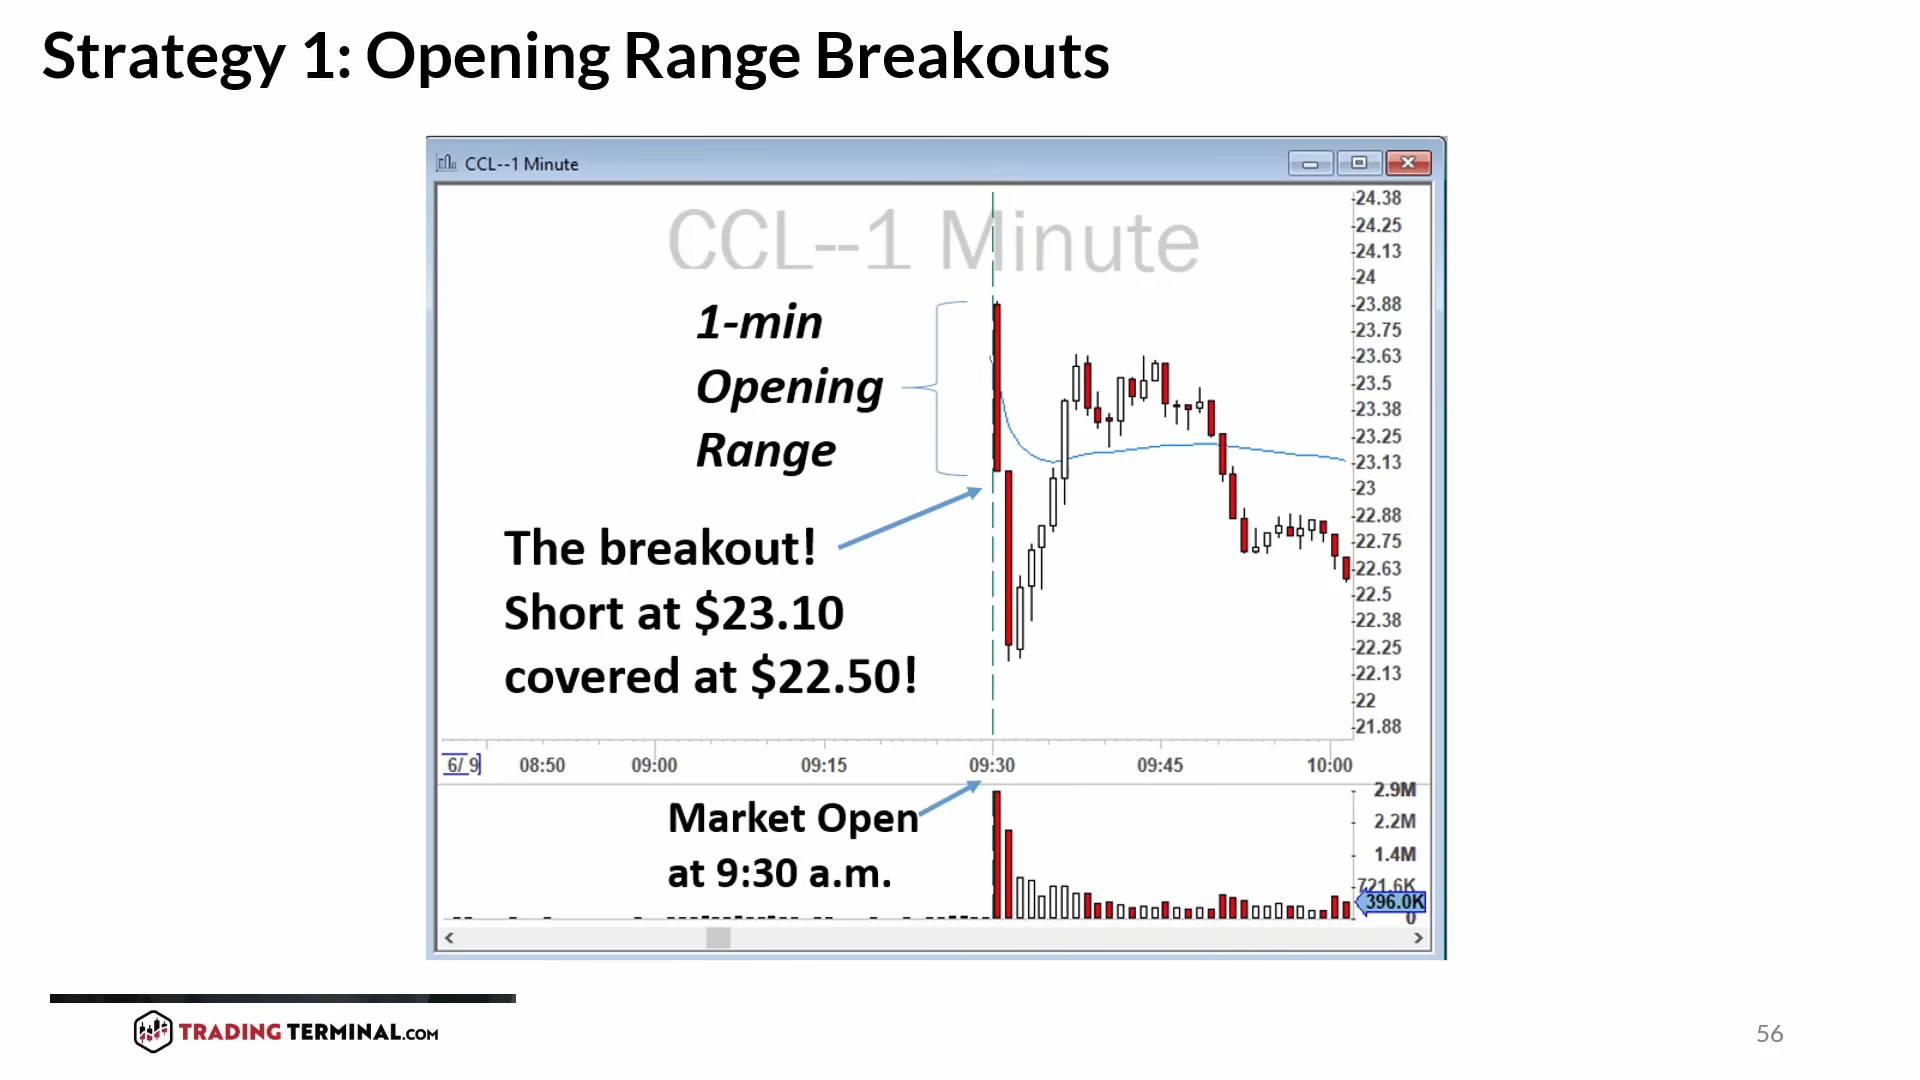 Strategy 1: Opening Range Breakouts
CCL--1 Minute
CCL--1 Minute
24.38
24.25
24.13
24
23.88
23.75
23.63
23.5
23.38
23.25
23.13
23
22.88
22.75
22.63
22.5
22.38
22.25
22.13
22
21.88
1-min
Opening
Range
The breakout!
Short at $23.10
covered at $22.50!
6/ 9 08:50 09:00 09:15 09:30 09:45 10:00
Market Open
at 9:30 a.m.
2.9M
2.2M
1.4M
721.6K
396.0K
0
TRADING TERMINAL.COM
56